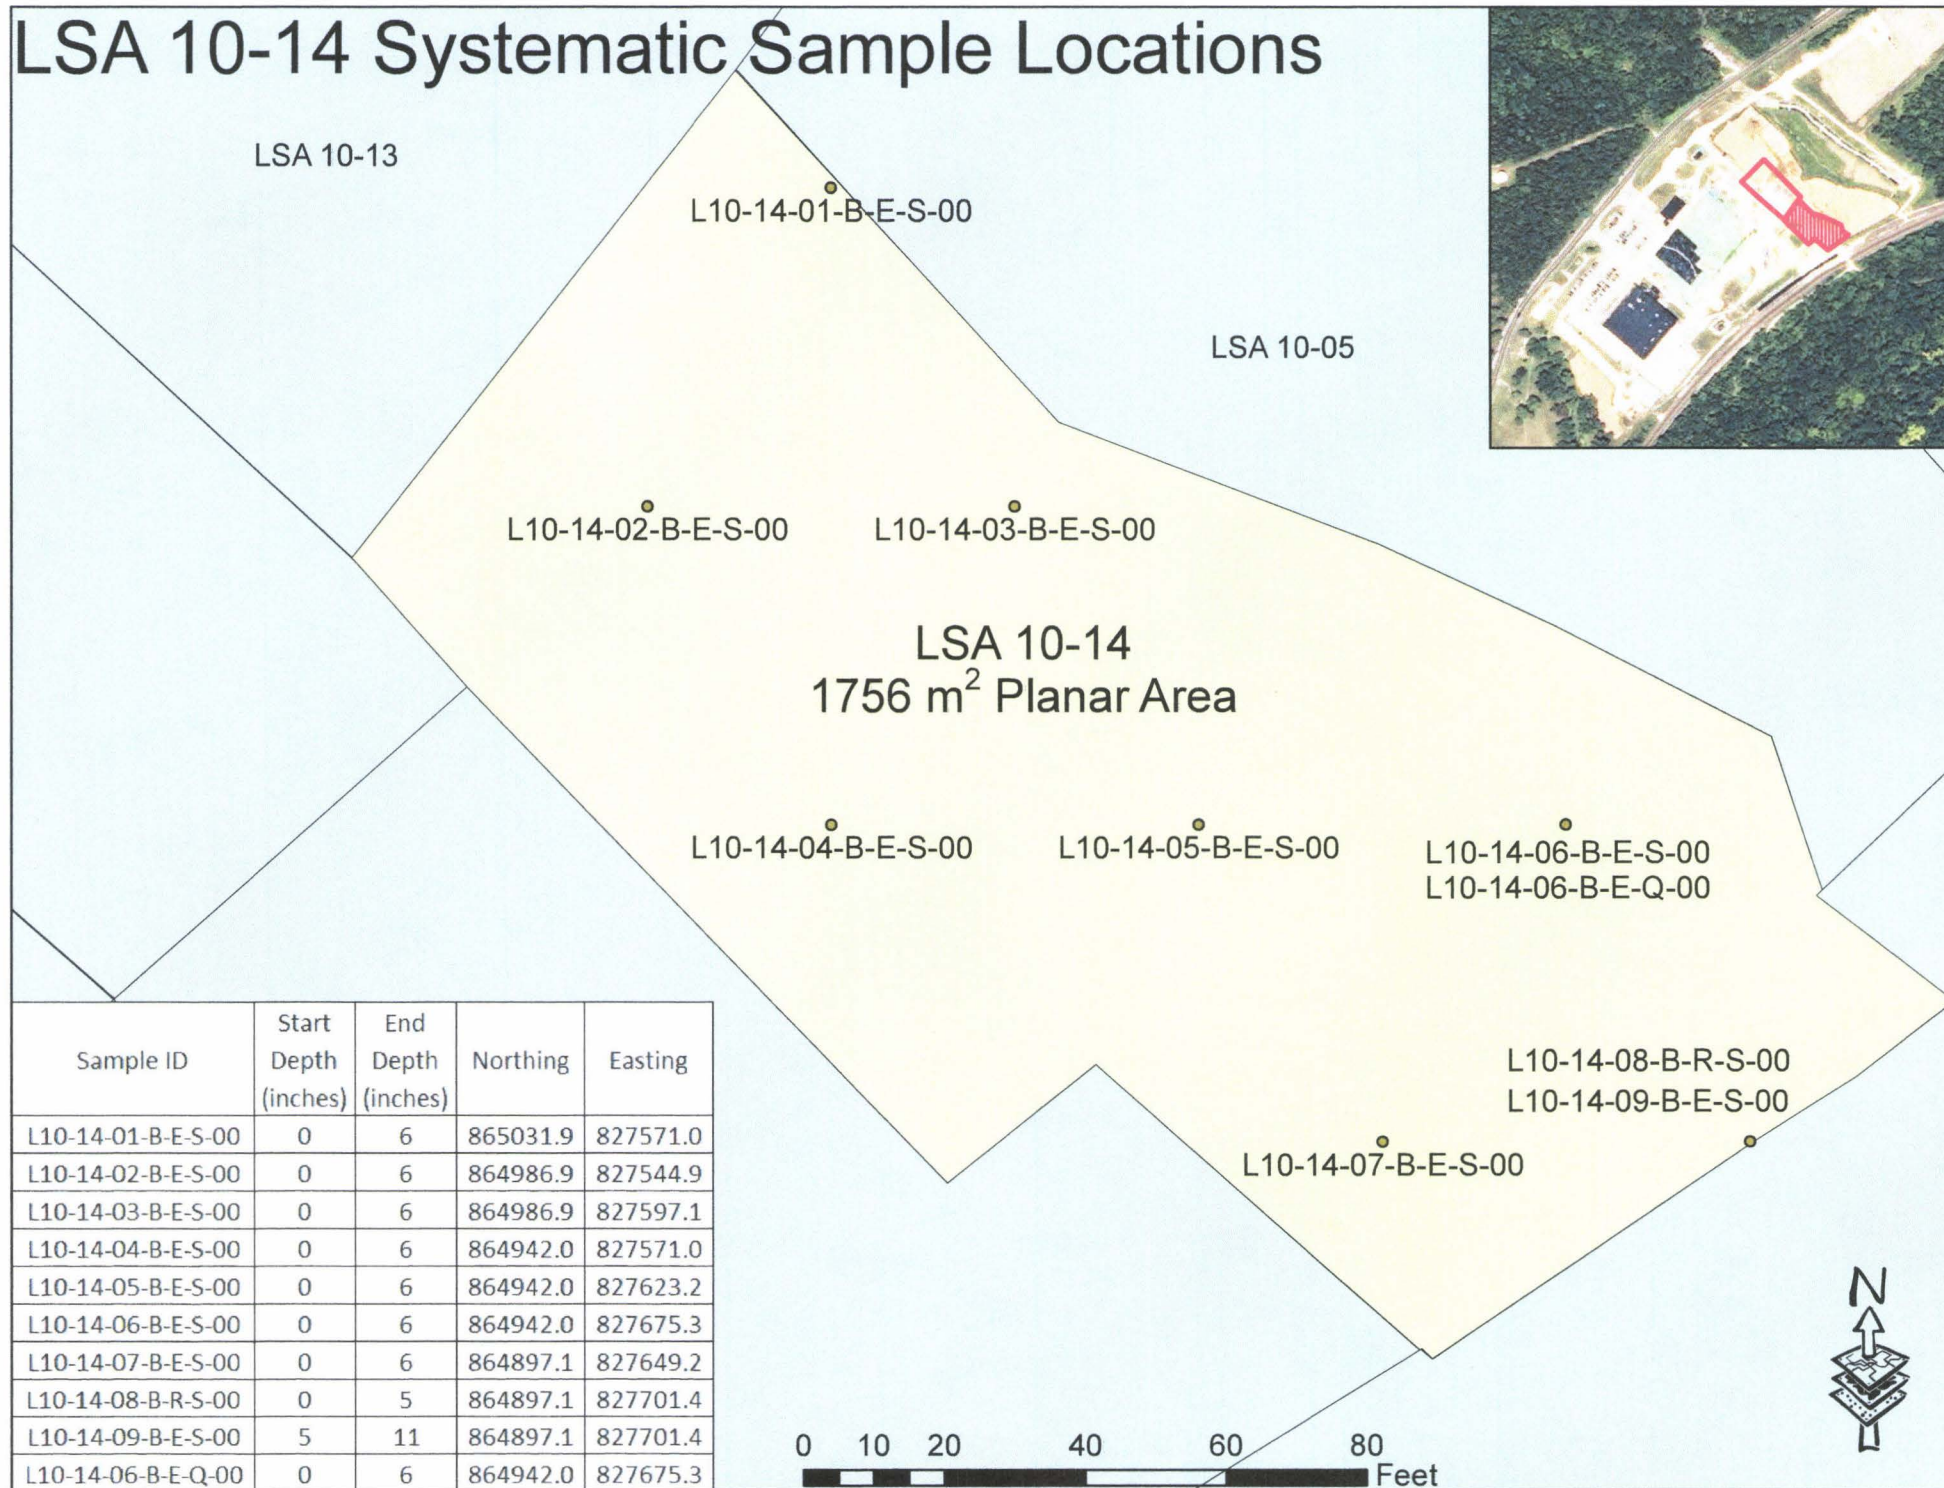 LSA 10-14 Systematic Sample Locations
LSA 10-13
L10-14-01-B-E-S-00
LSA 10-05
L10-14-02-B-E-S-00
L10-14-03-B-E-S-00
LSA 10-14
1756 m² Planar Area
L10-14-04-B-E-S-00
L10-14-05-B-E-S-00
L10-14-06-B-E-S-00
L10-14-06-B-E-Q-00
L10-14-08-B-R-S-00
L10-14-09-B-E-S-00
L10-14-07-B-E-S-00
Sample ID Start Depth (inches) End Depth (inches) Northing Easting
L10-14-01-B-E-S-00 0 6 865031.9 827571.0
L10-14-02-B-E-S-00 0 6 864986.9 827544.9
L10-14-03-B-E-S-00 0 6 864986.9 827597.1
L10-14-04-B-E-S-00 0 6 864942.0 827571.0
L10-14-05-B-E-S-00 0 6 864942.0 827623.2
L10-14-06-B-E-S-00 0 6 864942.0 827675.3
L10-14-07-B-E-S-00 0 6 864897.1 827649.2
L10-14-08-B-R-S-00 0 5 864897.1 827701.4
L10-14-09-B-E-S-00 5 11 864897.1 827701.4
L10-14-06-B-E-Q-00 0 6 864942.0 827675.3
N
0 10 20 40 60 80
Feet